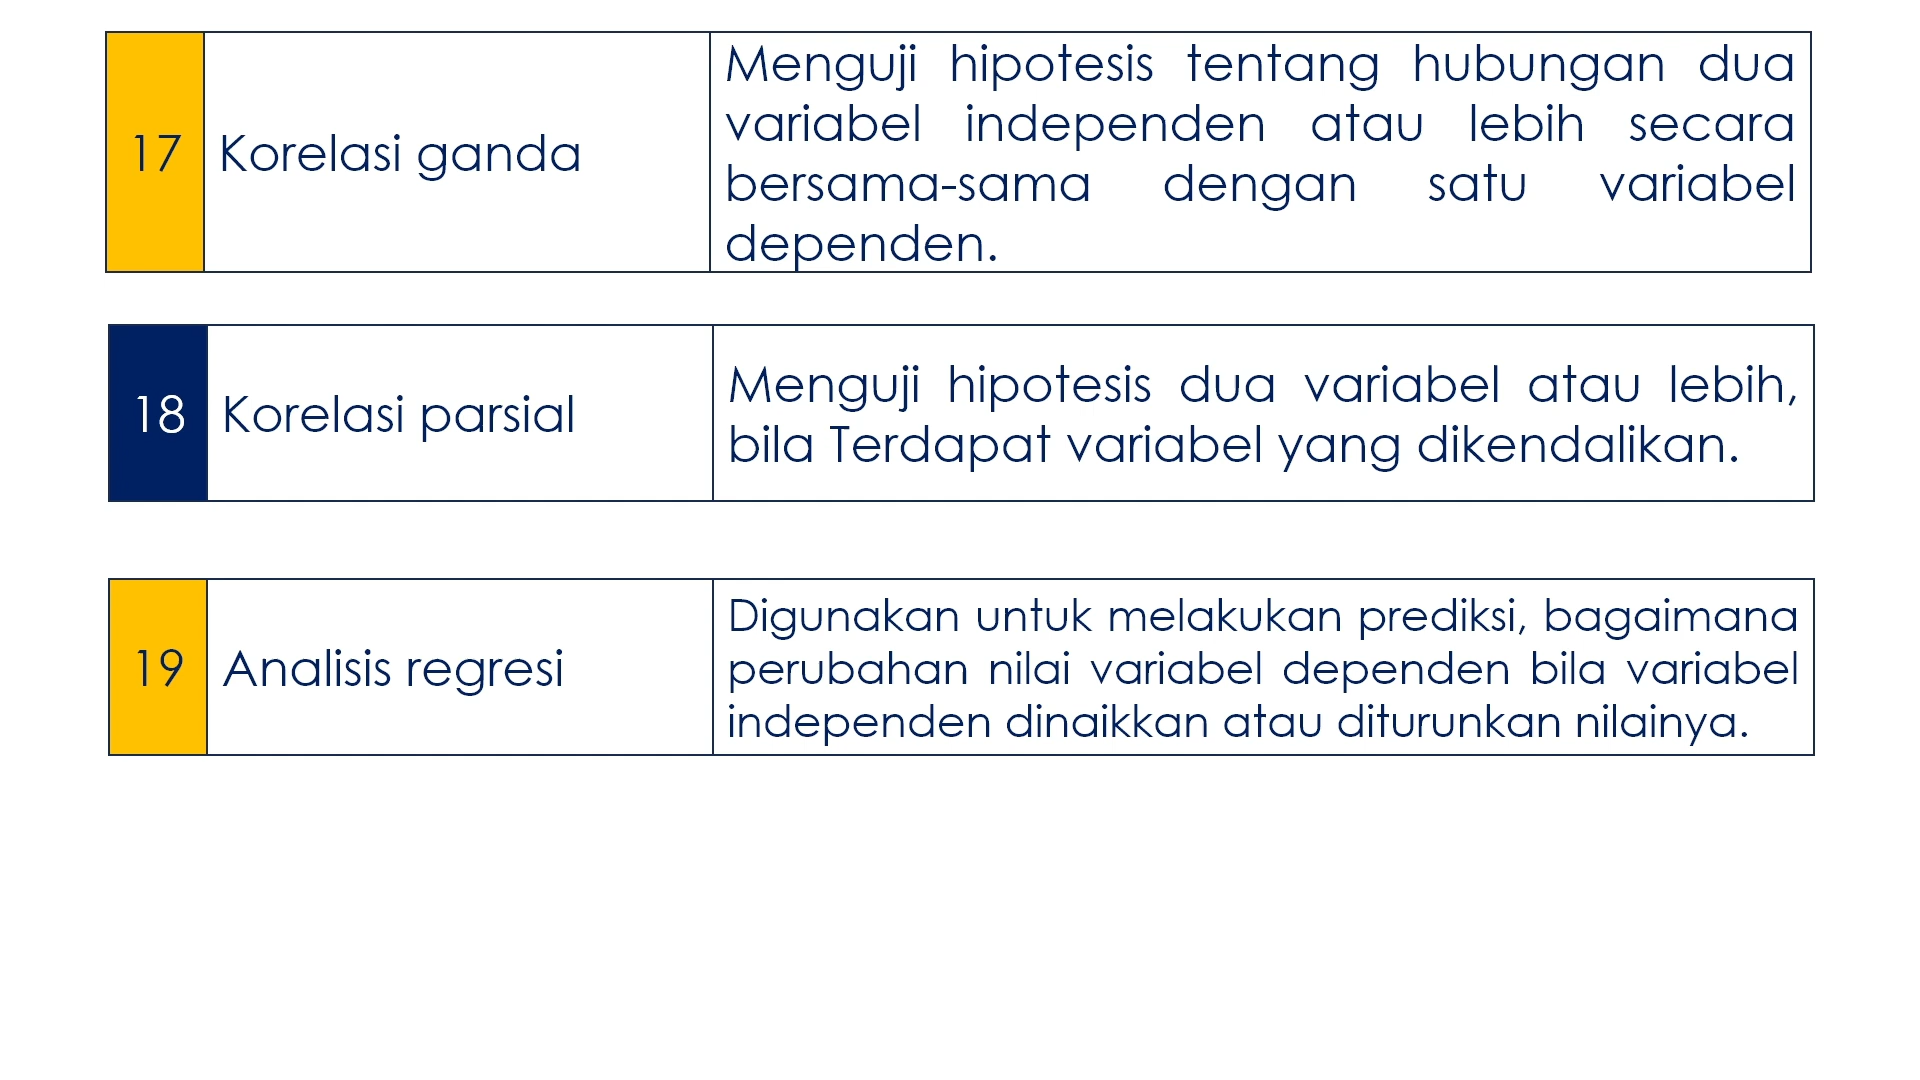 17
Korelasi ganda
Menguji hipotesis tentang hubungan dua
variabel independen atau lebih secara
bersama-sama dengan satu variabel
dependen.
18
Korelasi parsial
Menguji hipotesis dua variabel atau lebih,
bila Terdapat variabel yang dikendalikan.
19
Analisis regresi
Digunakan untuk melakukan prediksi, bagaimana
perubahan nilai variabel dependen bila variabel
independen dinaikkan atau diturunkan nilainya.